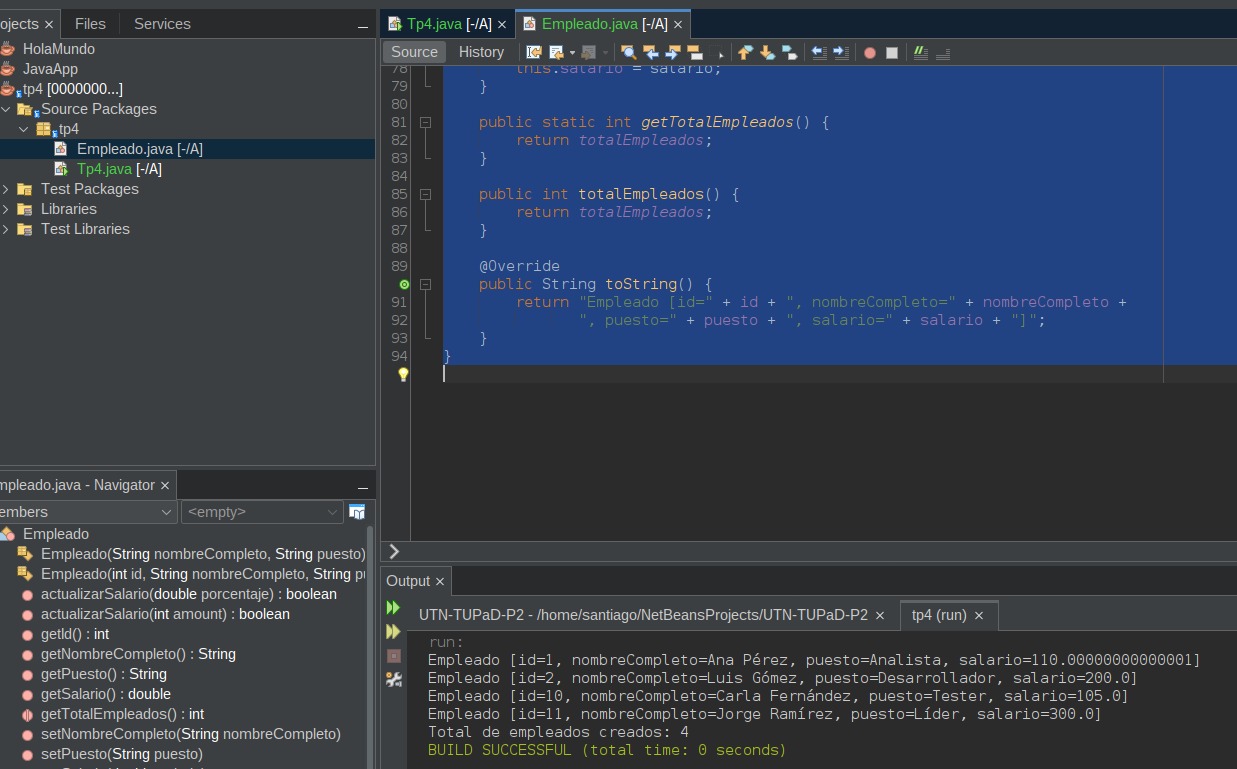 ojects × Files Services
HolaMundo
JavaApp
tp4 [0000000...]
Source Packages
tp4
Empleado.java [-/A]
Tp4.java [-/A]
Test Packages
Libraries
Test Libraries
mpleado.java - Navigator ×
embers <empty>
Empleado
Empleado(String nombreCompleto, String puesto)
Empleado(int id, String nombreCompleto, String pu
actualizarSalario(double porcentaje) : boolean
actualizarSalario(int amount) : boolean
getId() : int
getNombreCompleto() : String
getPuesto() : String
getSalario() : double
getTotalEmpleados() : int
setNombreCompleto(String nombreCompleto)
setPuesto(String puesto)
Tp4.java [-/A] × Empleado.java [-/A] ×
Source History
78 this.salario = salario;
79 }
80
81 public static int getTotalEmpleados() {
82 return totalEmpleados;
83 }
84
85 public int totalEmpleados() {
86 return totalEmpleados;
87 }
88
89 @Override
public String toString() {
91 return "Empleado [id=" + id + ", nombreCompleto=" + nombreCompleto +
92 ", puesto=" + puesto + ", salario=" + salario + "]";
93 }
94 }
Output ×
UTN-TUPaD-P2 - /home/santiago/NetBeansProjects/UTN-TUPaD-P2 × tp4 (run) ×
run:
Empleado [id=1, nombreCompleto=Ana Pérez, puesto=Analista, salario=110.00000000000001]
Empleado [id=2, nombreCompleto=Luis Gómez, puesto=Desarrollador, salario=200.0]
Empleado [id=10, nombreCompleto=Carla Fernández, puesto=Tester, salario=105.0]
Empleado [id=11, nombreCompleto=Jorge Ramírez, puesto=Líder, salario=300.0]
Total de empleados creados: 4
BUILD SUCCESSFUL (total time: 0 seconds)